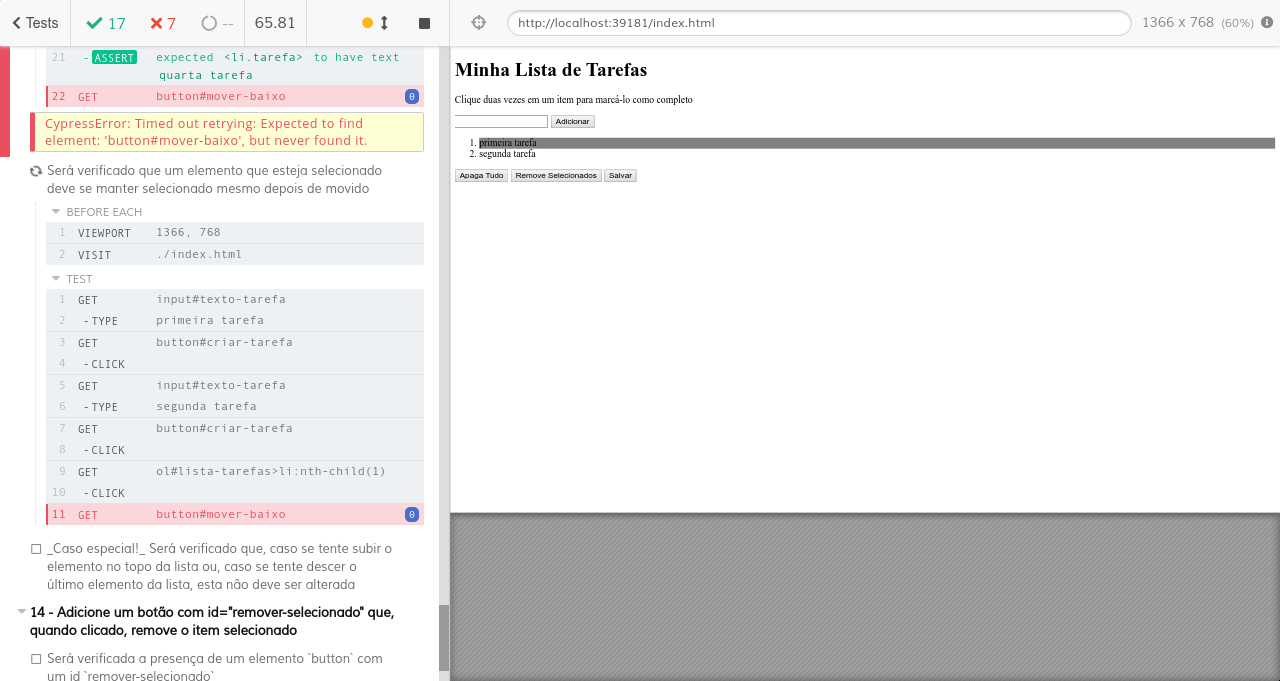 Tests
17
7
--
65.81
http://localhost:39181/index.html
1366 x 768 (60%)
21 -ASSERT expected <li.tarefa> to have text
quarta tarefa
22 GET button#mover-baixo 0
CypressError: Timed out retrying: Expected to find
element: 'button#mover-baixo', but never found it.
Será verificado que um elemento que esteja selecionado
deve se manter selecionado mesmo depois de movido
BEFORE EACH
1 VIEWPORT 1366, 768
2 VISIT ./index.html
TEST
1 GET input#texto-tarefa
2 -TYPE primeira tarefa
3 GET button#criar-tarefa
4 -CLICK
5 GET input#texto-tarefa
6 -TYPE segunda tarefa
7 GET button#criar-tarefa
8 -CLICK
9 GET ol#lista-tarefas>li:nth-child(1)
10 -CLICK
11 GET button#mover-baixo 0
_Caso especial!_ Será verificado que, caso se tente subir o
elemento no topo da lista ou, caso se tente descer o
último elemento da lista, esta não deve ser alterada
14 - Adicione um botão com id="remover-selecionado" que,
quando clicado, remove o item selecionado
Será verificada a presença de um elemento `button` com
um id `remover-selecionado`
Minha Lista de Tarefas
Clique duas vezes em um item para marcá-lo como completo
Adicionar
1. primeira tarefa
2. segunda tarefa
Apaga Tudo Remove Selecionados Salvar